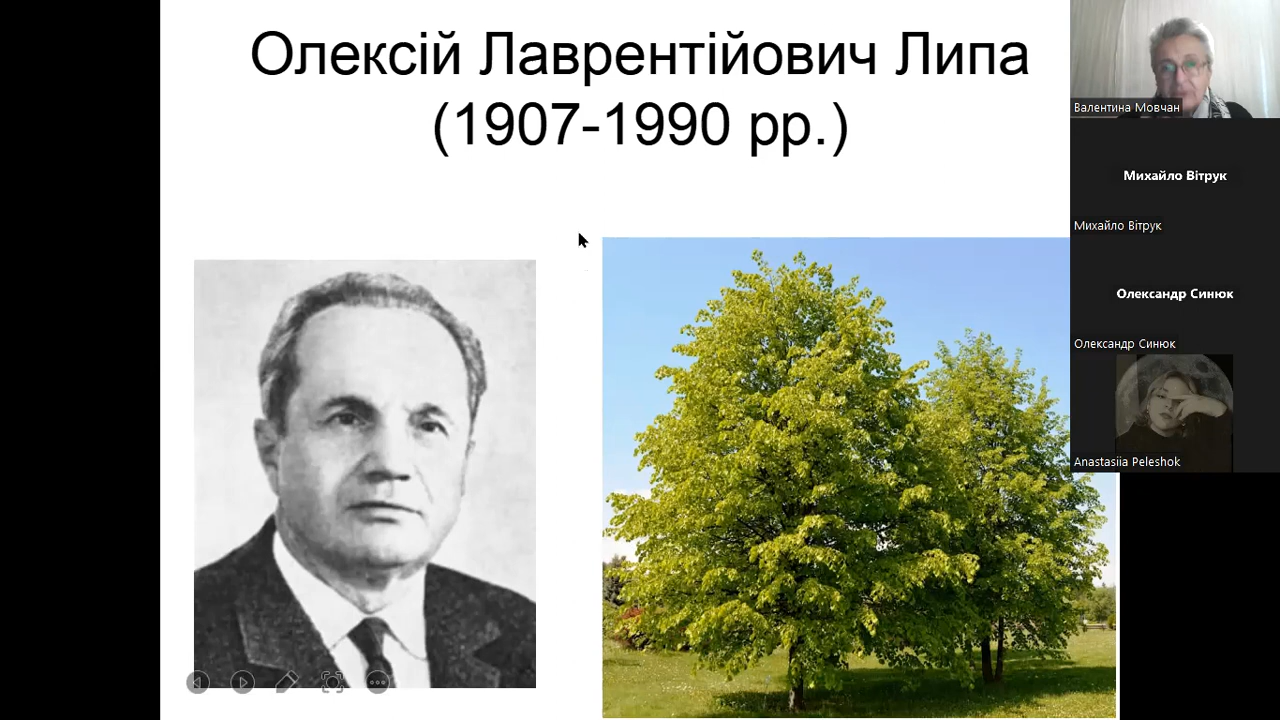 Олексій Лаврентійович Липа
(1907-1990 рр.)
Валентина Мовчан
Михайло Вітрук
Михайло Вітрук
Олександр Синюк
Олександр Синюк
Anastasiia Peleshok